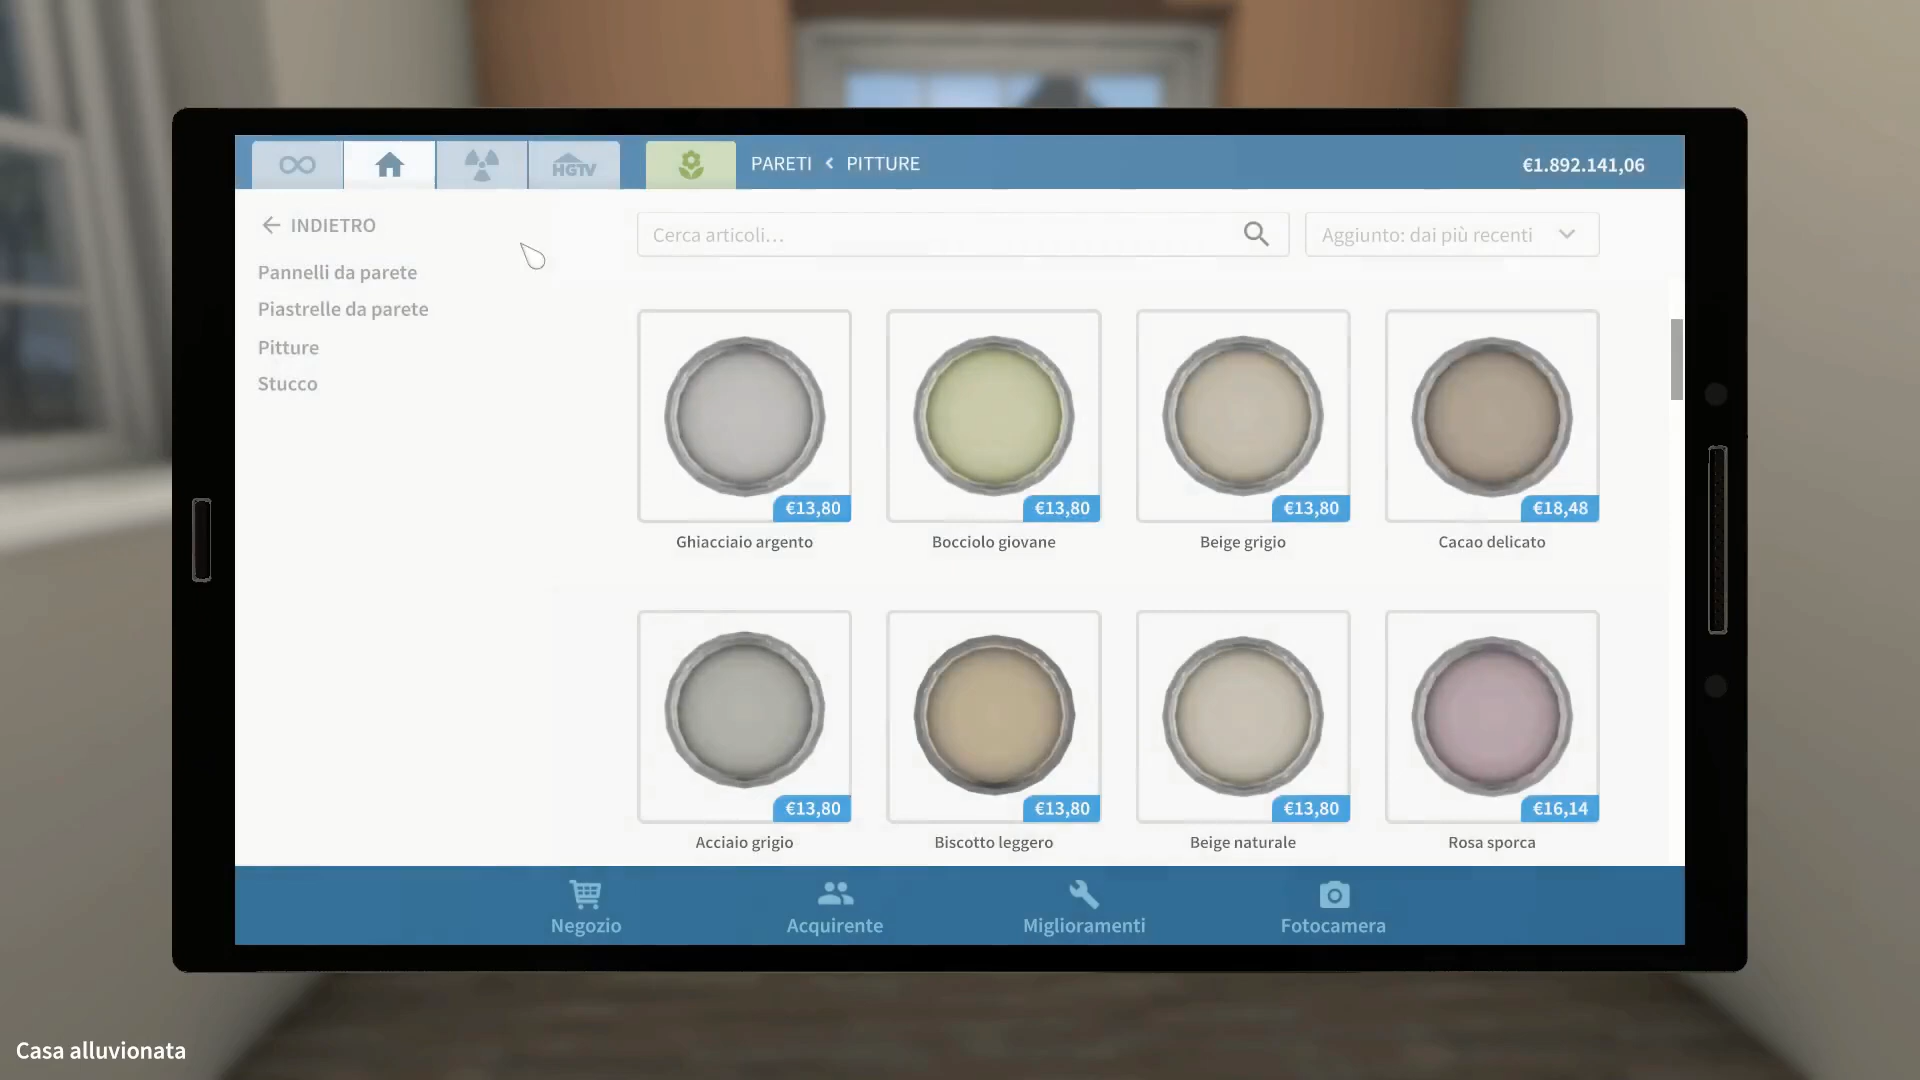 HGTV
PARETI < PITTURE
€1.892.141,06
INDIETRO
Pannelli da parete
Piastrelle da parete
Pitture
Stucco
Cerca articoli...
Aggiunto: dai più recenti
€13,80
€13,80
€13,80
€18,48
Ghiacciaio argento
Bocciolo giovane
Beige grigio
Cacao delicato
€13,80
€13,80
€13,80
€16,14
Acciaio grigio
Biscotto leggero
Beige naturale
Rosa sporca
Negozio
Acquirente
Miglioramenti
Fotocamera
Casa alluvionata